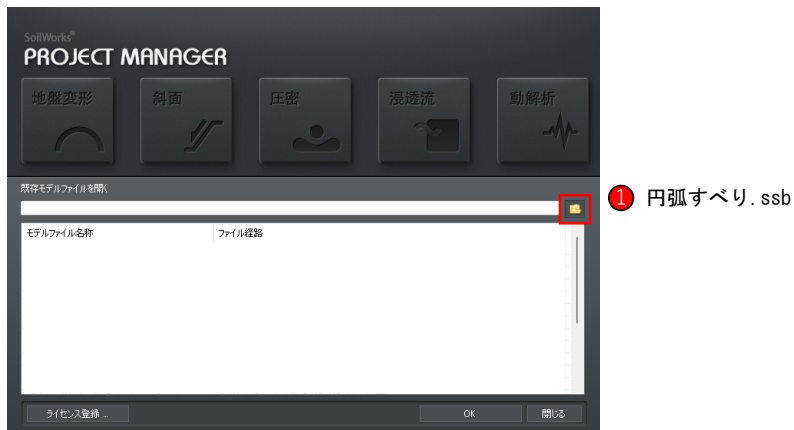 SoilWorks®
PROJECT MANAGER
地盤変形 斜面 圧密 浸透流 動解析
既存モデルファイルを開く
1 円弧すべり.ssb
モデルファイル名称 ファイル経路
ライセンス登録 ... OK 閉じる